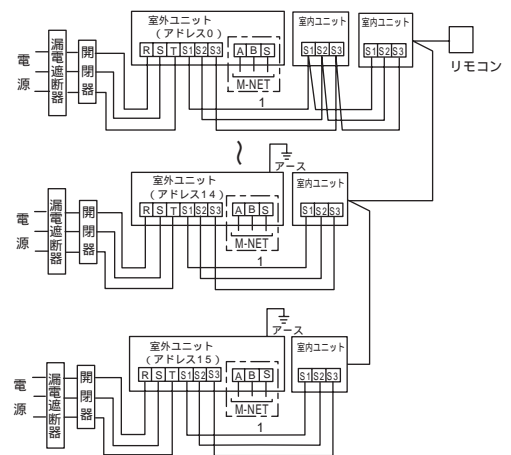 電源
漏電遮断器
開閉器
室外ユニット
（アドレス0）
R S T S1 S2 S3
A B S
M-NET
1
室内ユニット
S1 S2 S3
室内ユニット
S1 S2 S3
リモコン
アース
電源
漏電遮断器
開閉器
室外ユニット
（アドレス14）
R S T S1 S2 S3
A B S
M-NET
1
室内ユニット
S1 S2 S3
アース
電源
漏電遮断器
開閉器
室外ユニット
（アドレス15）
R S T S1 S2 S3
A B S
M-NET
1
室内ユニット
S1 S2 S3